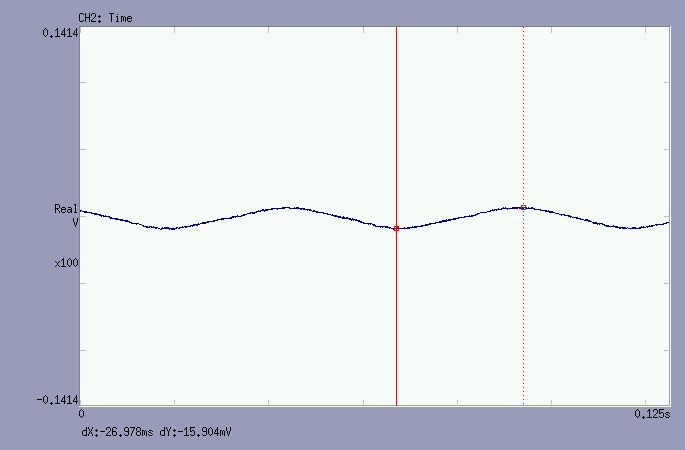 CH2: Time
0.1414
Real
V
x100
-0.1414
0
0.125s
dX:-26.978ms dY:-15.904mV